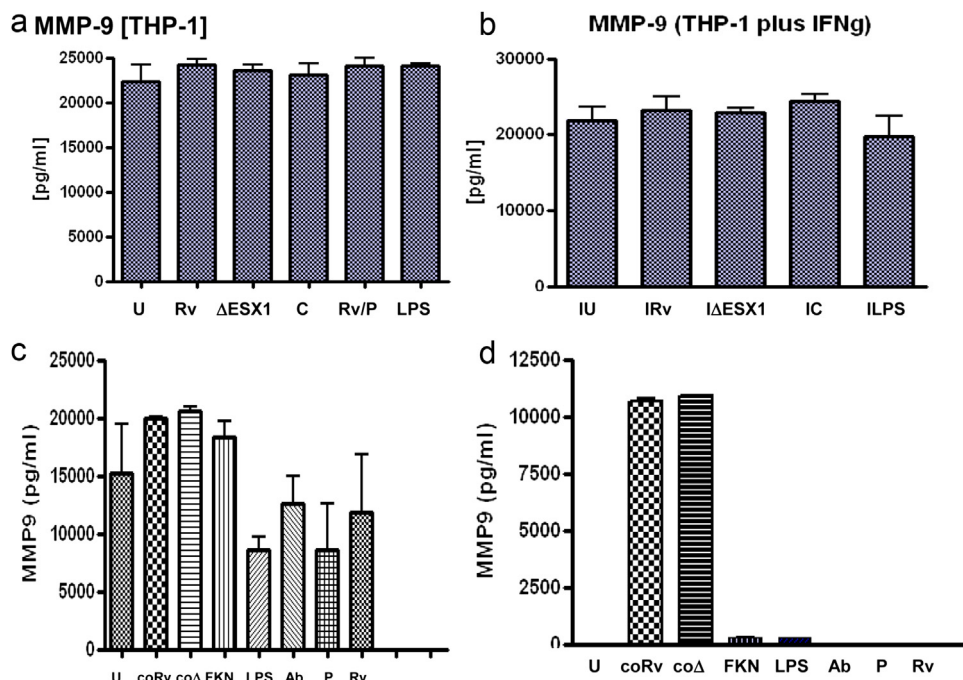 a MMP-9 [THP-1]
25000
20000
15000
10000
5000
0
[pg/ml]
U Rv ΔESX1 C Rv/P LPS
b MMP-9 (THP-1 plus IFNg)
30000
20000
10000
0
[pg/ml]
IU IRv IΔESX1 IC ILPS
c
25000
20000
15000
10000
5000
0
MMP9 (pg/ml)
U coRv coΔ FKN LPS Ab P Rv
d
12500
10000
7500
5000
2500
0
MMP9 (pg/ml)
U coRv coΔ FKN LPS Ab P Rv